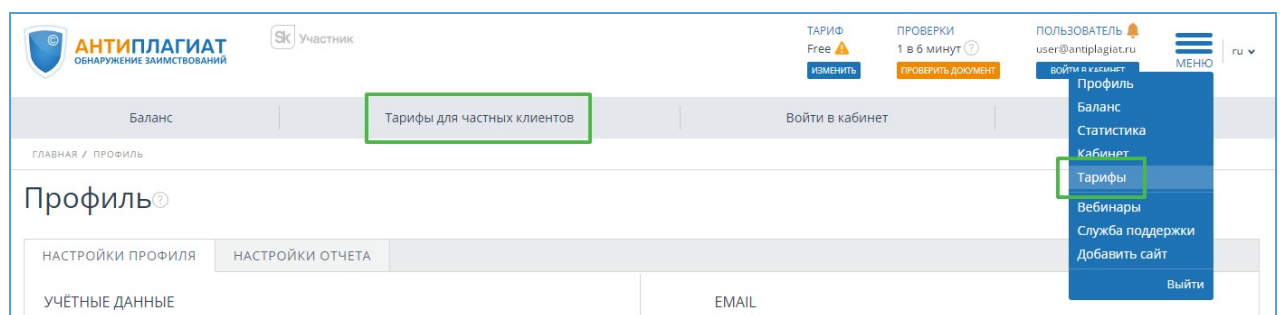 © АНТИПЛАГИАТ
ОБНАРУЖЕНИЕ ЗАИМСТВОВАНИЙ
Sk Участник
ТАРИФ
Free
ИЗМЕНИТЬ
ПРОВЕРКИ
1 в 6 минут ?
ПРОВЕРИТЬ ДОКУМЕНТ
ПОЛЬЗОВАТЕЛЬ
user@antiplagiat.ru
ВОЙТИ В КАБИНЕТ
МЕНЮ
ru
Баланс
Тарифы для частных клиентов
Войти в кабинет
Профиль
Баланс
Статистика
Кабинет
Тарифы
Вебинары
Служба поддержки
Добавить сайт
Выйти
ГЛАВНАЯ / ПРОФИЛЬ
Профиль ?
НАСТРОЙКИ ПРОФИЛЯ
НАСТРОЙКИ ОТЧЕТА
УЧЁТНЫЕ ДАННЫЕ
EMAIL